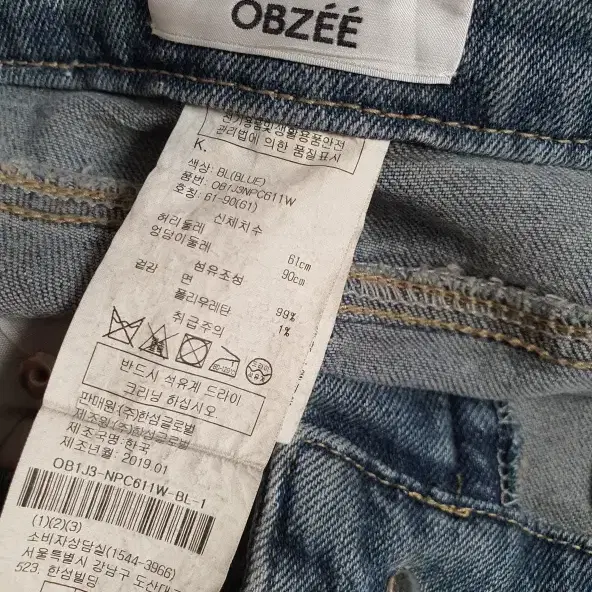 OBZÉÉ
전기용품및생활용품안전
관리법에 의한 품질표시
K.
색상: BL(BLUE)
품번: OB1J3NPC611W
호칭: 61-90(61)
신체치수
허리둘레 61cm
엉덩이둘레 90cm
섬유조성
겉감 면 99%
폴리우레탄 1%
취급주의
반드시 석유계 드라이
크리닝 하십시오
판매원:(주)한섬글로벌
제조원:(주)한섬글로벌
제조국명: 한국
제조년월: 2019.01
OB1J3-NPC611W-BL-1
(1)(2)(3)
소비자상담실(1544-3966)
서울특별시 강남구 도산대
523. 한섬빌딩